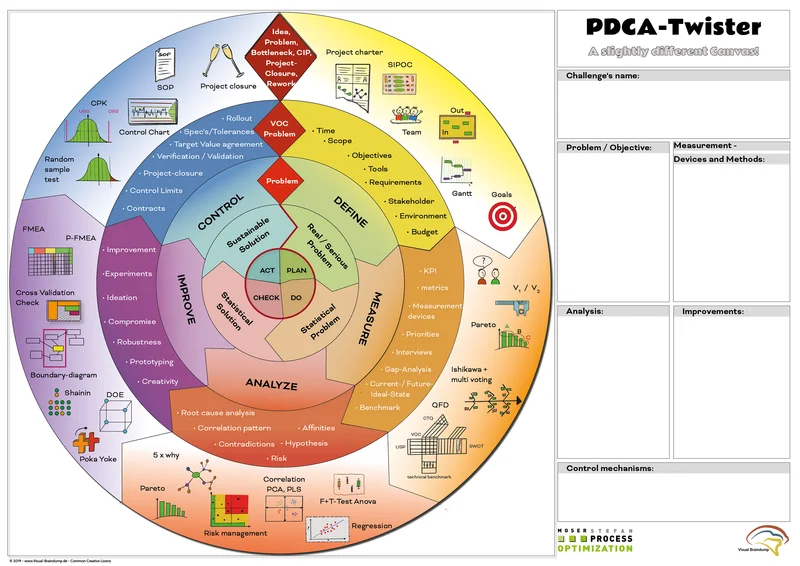 PDCA-Twister
A slightly different Canvas!
Challenge's name:
Problem / Objective:
Measurement -
Devices and Methods:
Analysis:
Improvements:
Control mechanisms:
MOSER STEFAN
PROCESS
OPTIMIZATION
Visual Braindump
Idea,
Problem,
Bottleneck, CIP,
Project-
Closure,
Rework
VOC
Problem
Problem
Project charter
SIPOC
Team
Out
In
Gantt
Goals
?
V₁ / V₂
Pareto
A
B
C
Ishikawa +
multi voting
QFD
CTQ
VOC
USP
SWOT
technical benchmark
Correlation
PCA, PLS
F+T-Test Anova
Regression
Risk management
5 x why
Pareto
Poka Yoke
DOE
Shainin
Boundary-diagram
Cross Validation
Check
P-FMEA
FMEA
Random
sample
test
CPK
Control Chart
SOP
SOP
Project closure
• Time
• Scope
• Objectives
• Tools
• Requirements
• Stakeholder
• Environment
• Budget
• KPI
• metrics
• Measurement
devices
• Priorities
• Interviews
• Gap-Analysis
• Current-/ Future-
Ideal-State
• Benchmark
• Root cause analysis
• Correlation pattern
• Contradictions
• Affinities
• Hypothesis
• Risk
• Improvement
• Experiments
• Ideation
• Compromise
• Robustness
• Prototyping
• Creativity
• Rollout
• Spec's/Tolerances
• Target Value agreement
• Verification / Validation
• Project-closure
• Control Limits
• Contracts
DEFINE
MEASURE
ANALYZE
IMPROVE
CONTROL
Real / Serious
Problem
Statistical
Problem
Statistical
Solution
Sustainable
Solution
ACT
PLAN
CHECK
DO
© 2019 - www.Visual-Braindump.de - Common Creative Licens